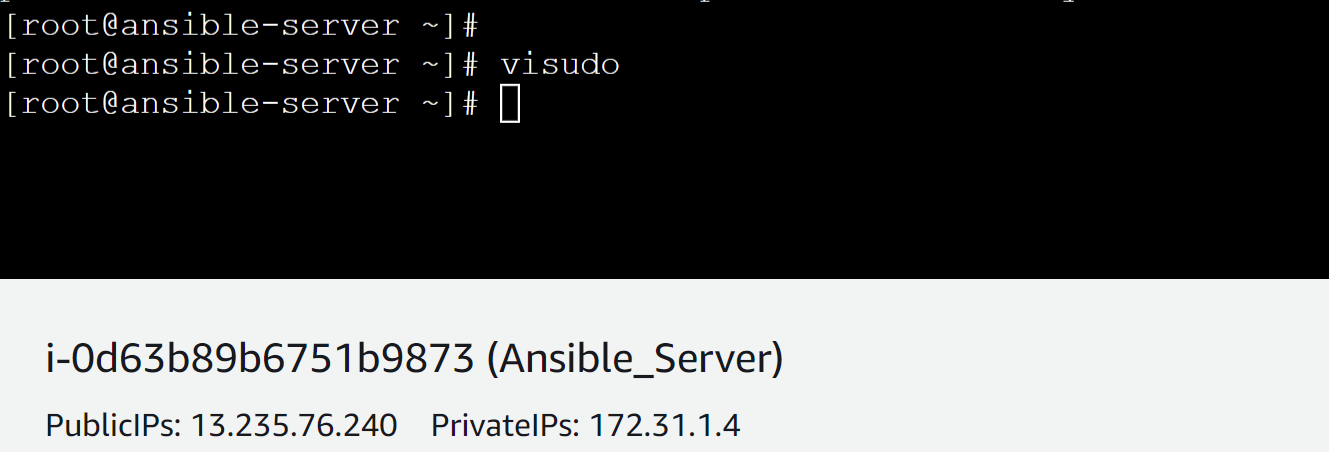 [root@ansible-server ~]#
[root@ansible-server ~]# visudo
[root@ansible-server ~]#
i-0d63b89b6751b9873 (Ansible_Server)
PublicIPs: 13.235.76.240 PrivateIPs: 172.31.1.4